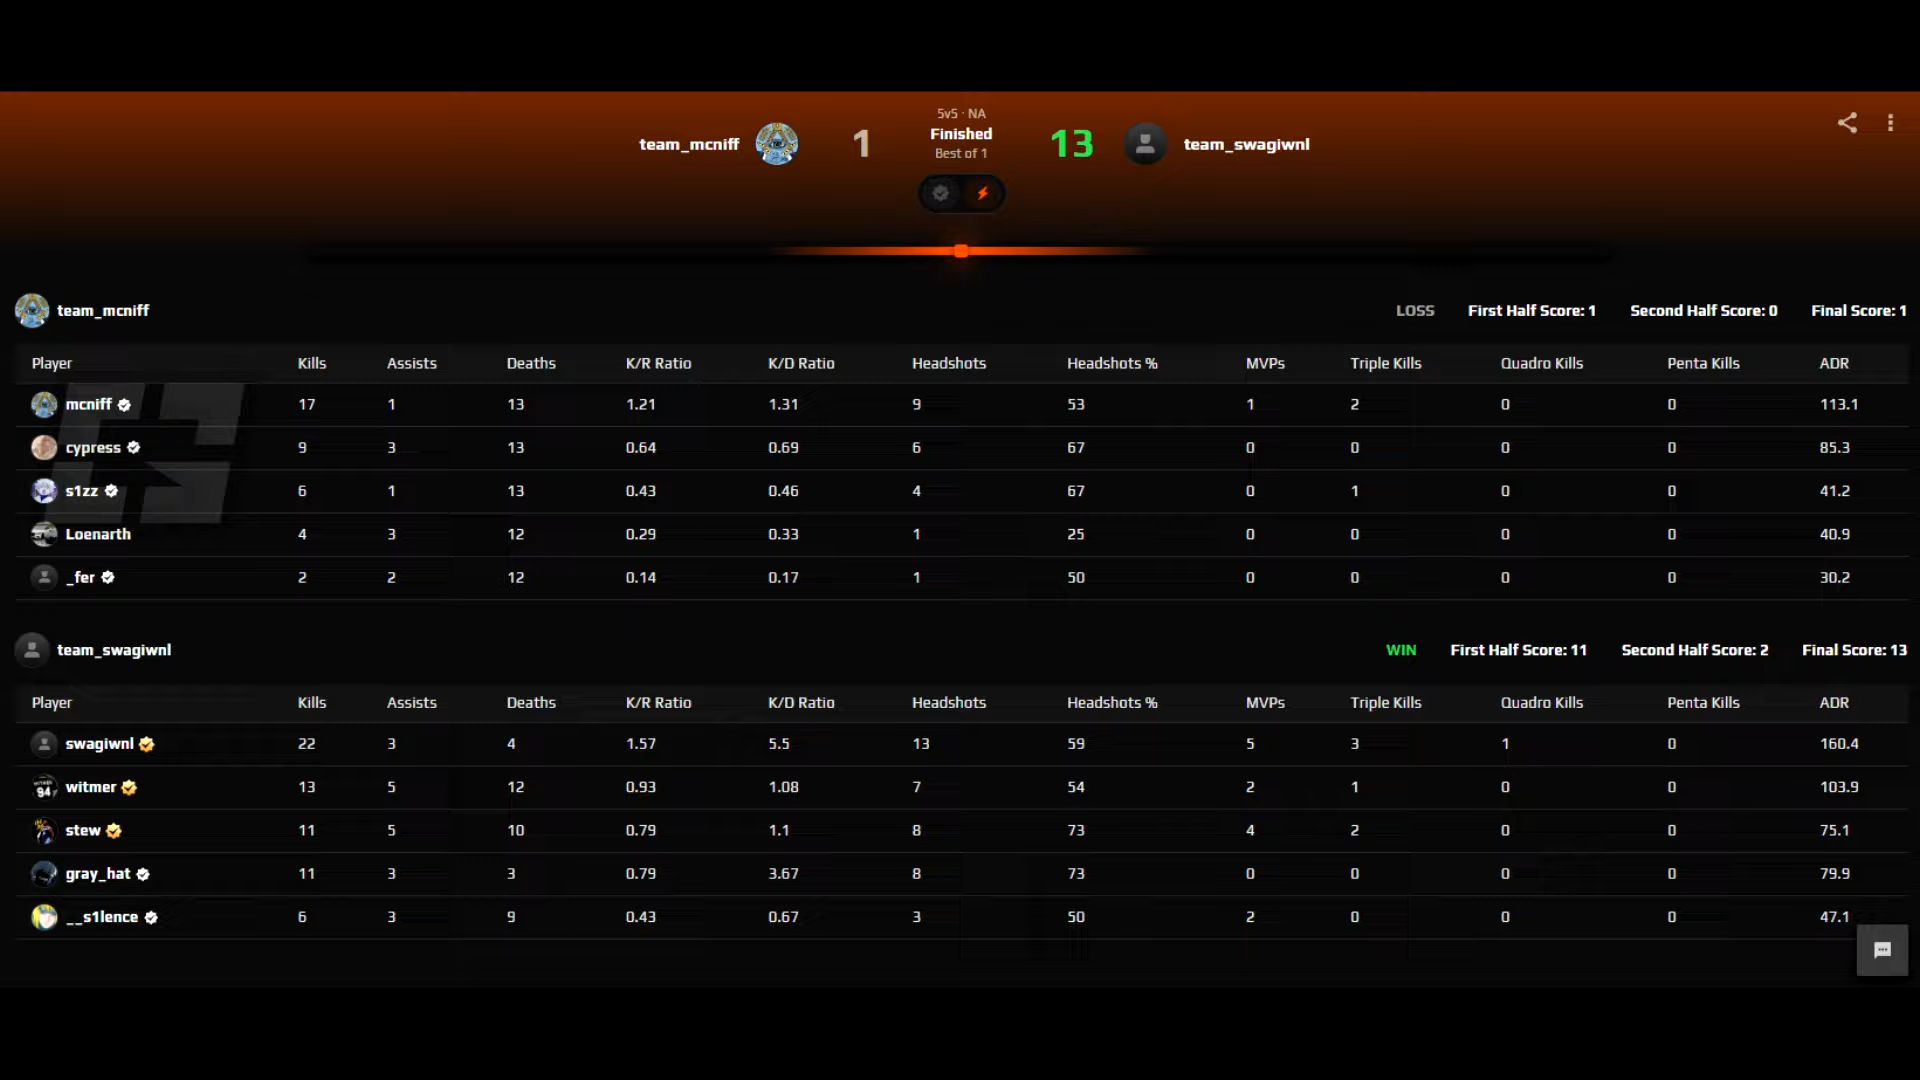 5v5 · NA
team_mcniff 1 Finished 13 team_swagiwnl
Best of 1
team_mcniff LOSS First Half Score: 1 Second Half Score: 0 Final Score: 1
Player Kills Assists Deaths K/R Ratio K/D Ratio Headshots Headshots % MVPs Triple Kills Quadro Kills Penta Kills ADR
mcniff 17 1 13 1.21 1.31 9 53 1 2 0 0 113.1
cypress 9 3 13 0.64 0.69 6 67 0 0 0 0 85.3
s1zz 6 1 13 0.43 0.46 4 67 0 1 0 0 41.2
Loenarth 4 3 12 0.29 0.33 1 25 0 0 0 0 40.9
_fer 2 2 12 0.14 0.17 1 50 0 0 0 0 30.2
team_swagiwnl WIN First Half Score: 11 Second Half Score: 2 Final Score: 13
Player Kills Assists Deaths K/R Ratio K/D Ratio Headshots Headshots % MVPs Triple Kills Quadro Kills Penta Kills ADR
swagiwnl 22 3 4 1.57 5.5 13 59 5 3 1 0 160.4
94 witmer 13 5 12 0.93 1.08 7 54 2 1 0 0 103.9
stew 11 5 10 0.79 1.1 8 73 4 2 0 0 75.1
gray_hat 11 3 3 0.79 3.67 8 73 0 0 0 0 79.9
__s1lence 6 3 9 0.43 0.67 3 50 2 0 0 0 47.1